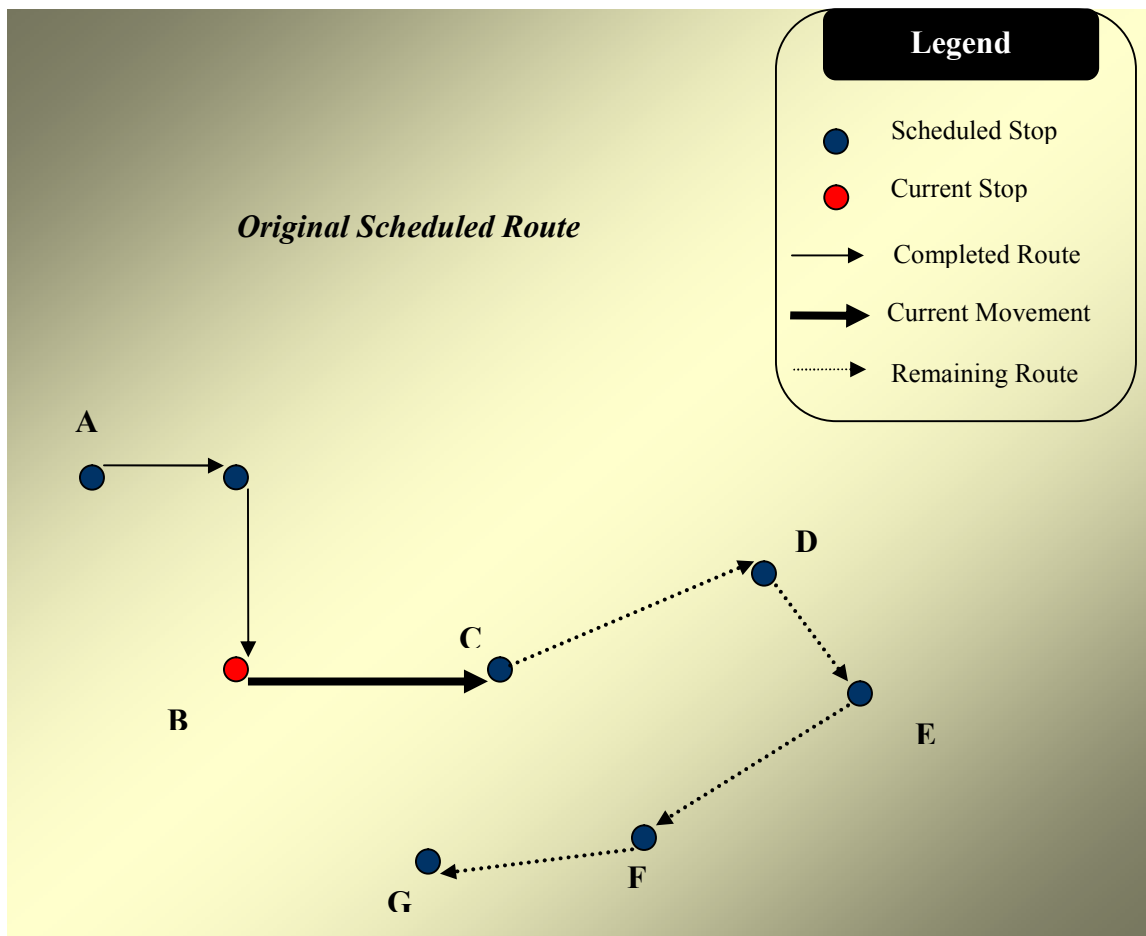 Legend
Scheduled Stop
Current Stop
Original Scheduled Route
Completed Route
Current Movement
Remaining Route
A
D
C
B
E
F
G